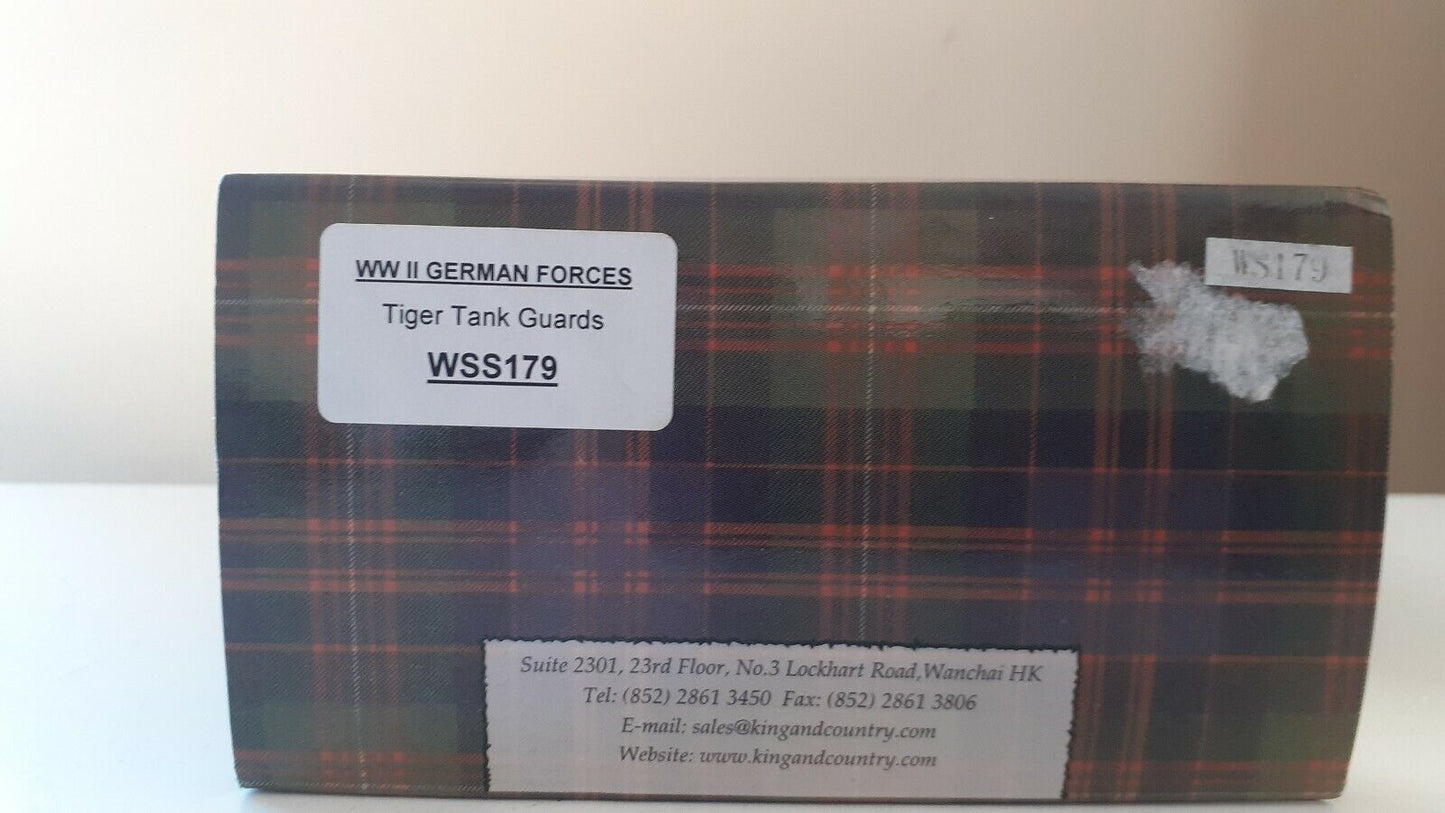 WW II GERMAN FORCES
Tiger Tank Guards
WSS179
WS179
Suite 2301, 23rd Floor, No.3 Lockhart Road,Wanchai HK
Tel: (852) 2861 3450 Fax: (852) 2861 3806
E-mail: sales@kingandcountry.com
Website: www.kingandcountry.com